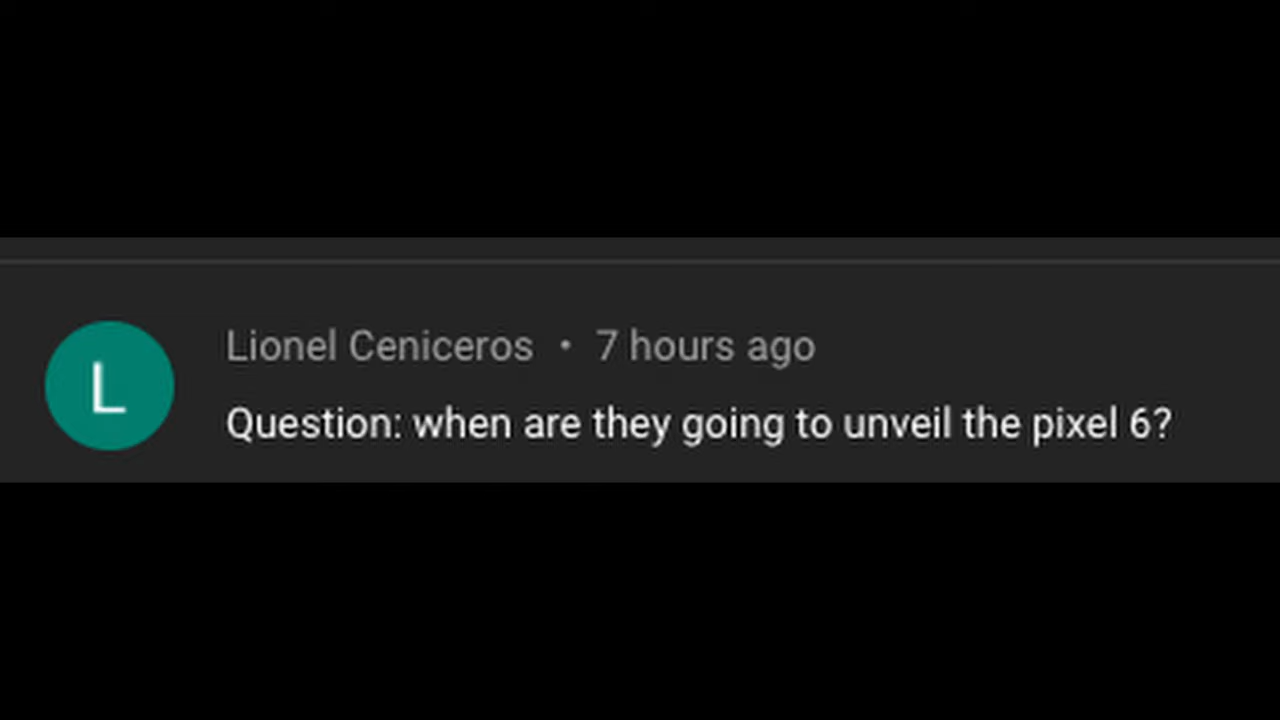 L
Lionel Ceniceros • 7 hours ago
Question: when are they going to unveil the pixel 6?